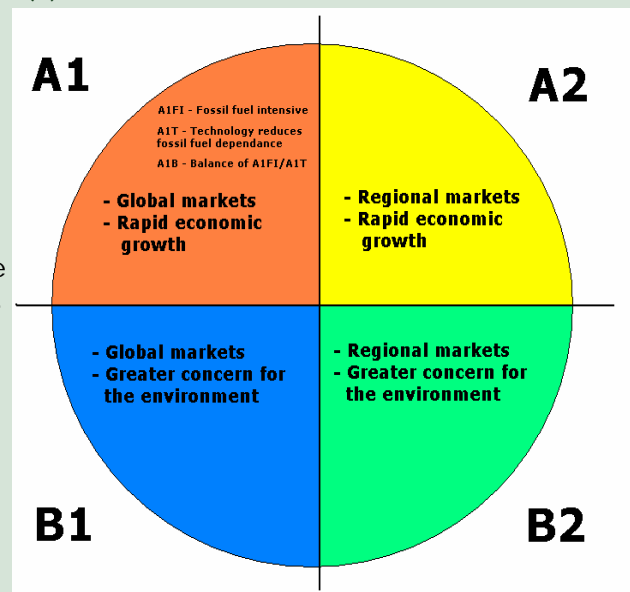 A1
A2
A1FI - Fossil fuel intensive
A1T - Technology reduces
fossil fuel dependance
A1B - Balance of A1FI/A1T
- Global markets
- Rapid economic
growth
- Regional markets
- Rapid economic
growth
e
- Global markets
- Greater concern for
the environment
- Regional markets
- Greater concern for
the environment
B1
B2